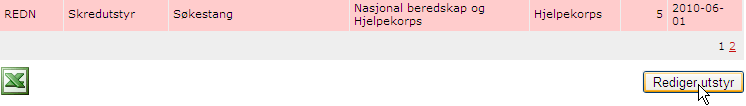 REDN Skredutstyr Søkestang Nasjonal beredskap og Hjelpekorps Hjelpekorps 5 2010-06-01
1 2
Rediger utstyr